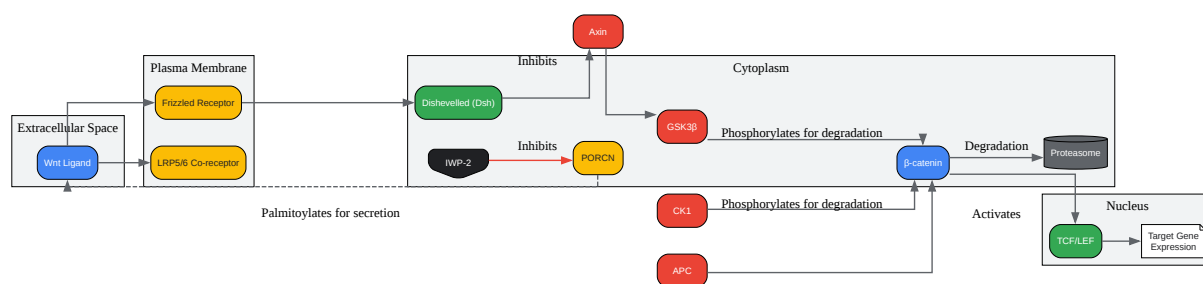 Axin
Inhibits
Plasma Membrane
Cytoplasm
Frizzled Receptor
Dishevelled (Dsh)
GSK3β
Extracellular Space
Phosphorylates for degradation
Inhibits
Degradation
Wnt Ligand
LRP5/6 Co-receptor
IWP-2
PORCN
β-catenin
Proteasome
Palmitoylates for secretion
CK1
Phosphorylates for degradation
Activates
Nucleus
TCF/LEF
Target Gene
Expression
APC